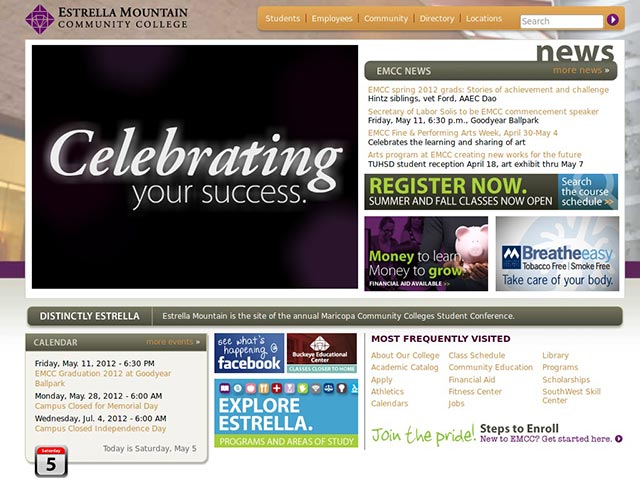 ESTRELLA MOUNTAIN
COMMUNITY COLLEGE
Students | Employees | Community | Directory | Locations
Search
news
EMCC NEWS
more news »
EMCC spring 2012 grads: Stories of achievement and challenge
Hintz siblings, vet Ford, AAEC Dao
Secretary of Labor Solis to be EMCC commencement speaker
Friday, May 11, 6:30 p.m., Goodyear Ballpark
EMCC Fine & Performing Arts Week, April 30-May 4
Celebrates the learning and sharing of art
Arts program at EMCC creating new works for the future
TUHSD student reception April 18, art exhibit thru May 7
Celebrating
your success.
REGISTER NOW.
SUMMER AND FALL CLASSES NOW OPEN
Search
the course
schedule >>
Money to learn.
Money to grow.
FINANCIAL AID AVAILABLE >>
Breatheeasy
Tobacco Free | Smoke Free
Take care of your body.
DISTINCTLY ESTRELLA
Estrella Mountain is the site of the annual Maricopa Community Colleges Student Conference.
CALENDAR
more events »
Friday, May. 11, 2012 - 6:30 PM
EMCC Graduation 2012 at Goodyear
Ballpark
Monday, May. 28, 2012 - 6:00 AM
Campus Closed for Memorial Day
Wednesday, Jul. 4, 2012 - 6:00 AM
Campus Closed Independence Day
Today is Saturday, May 5
Saturday
5
see what's
happening @
facebook
Buckeye Educational
Center
CLASSES CLOSER TO HOME
EXPLORE
ESTRELLA.
PROGRAMS AND AREAS OF STUDY
MOST FREQUENTLY VISITED
About Our College
Academic Catalog
Apply
Athletics
Calendars
Class Schedule
Community Education
Financial Aid
Fitness Center
Jobs
Library
Programs
Scholarships
SouthWest Skill
Center
Join the pride!
Steps to Enroll
New to EMCC? Get started here.